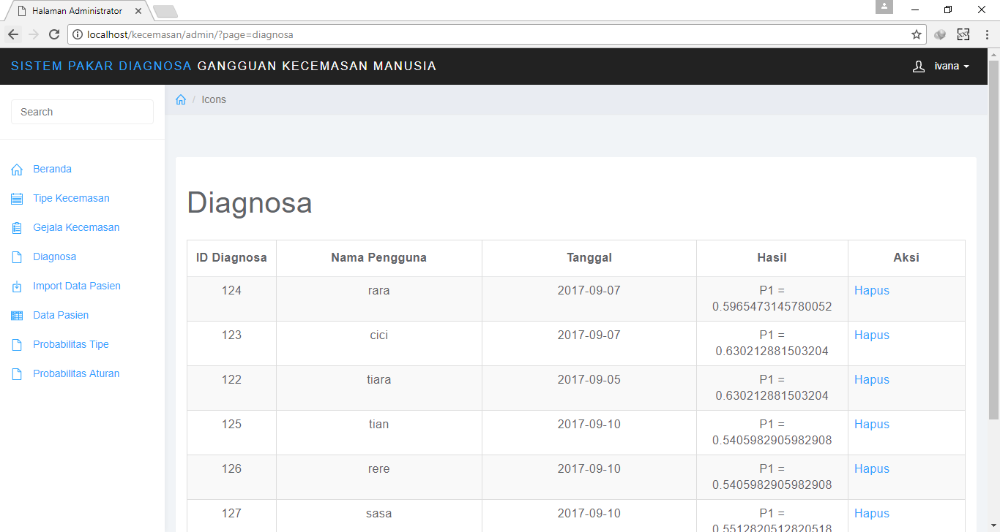 Halaman Administrator
localhost/kecemasan/admin/?page=diagnosa
SISTEM PAKAR DIAGNOSA GANGGUAN KECEMASAN MANUSIA
ivana
Search
Icons
Beranda
Tipe Kecemasan
Gejala Kecemasan
Diagnosa
Import Data Pasien
Data Pasien
Probabilitas Tipe
Probabilitas Aturan
Diagnosa
ID Diagnosa Nama Pengguna Tanggal Hasil Aksi
124 rara 2017-09-07 P1 = Hapus
0.5965473145780052
123 cici 2017-09-07 P1 = Hapus
0.630212881503204
122 tiara 2017-09-05 P1 = Hapus
0.630212881503204
125 tian 2017-09-10 P1 = Hapus
0.5405982905982908
126 rere 2017-09-10 P1 = Hapus
0.5405982905982908
127 sasa 2017-09-10 P1 = Hapus
0.5512820512820518